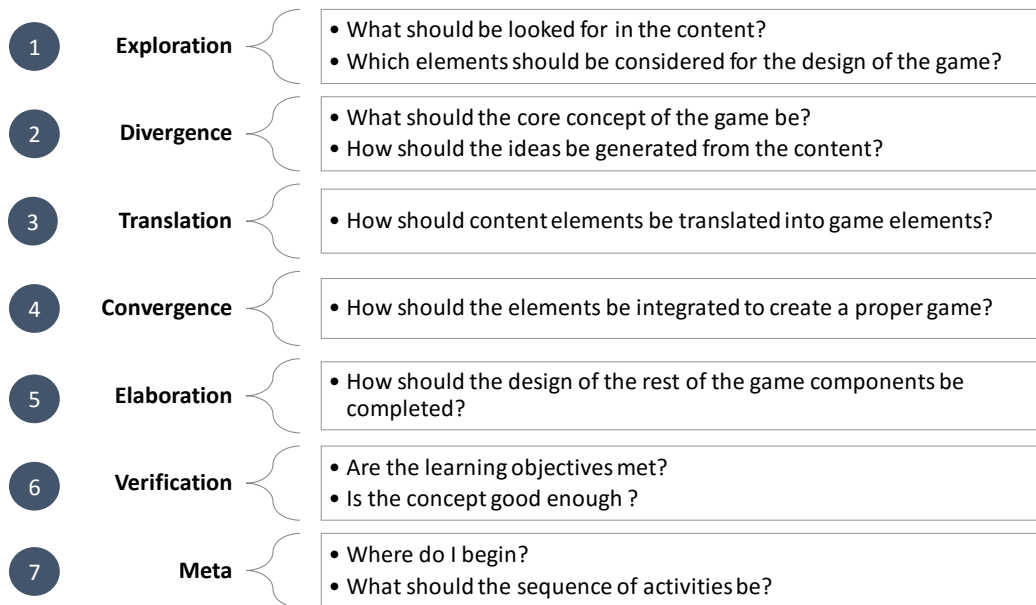 1
Exploration
• What should be looked for in the content?
• Which elements should be considered for the design of the game?
2
Divergence
• What should the core concept of the game be?
• How should the ideas be generated from the content?
3
Translation
• How should content elements be translated into game elements?
4
Convergence
• How should the elements be integrated to create a proper game?
5
Elaboration
• How should the design of the rest of the game components be
completed?
6
Verification
• Are the learning objectives met?
• Is the concept good enough ?
7
Meta
• Where do I begin?
• What should the sequence of activities be?